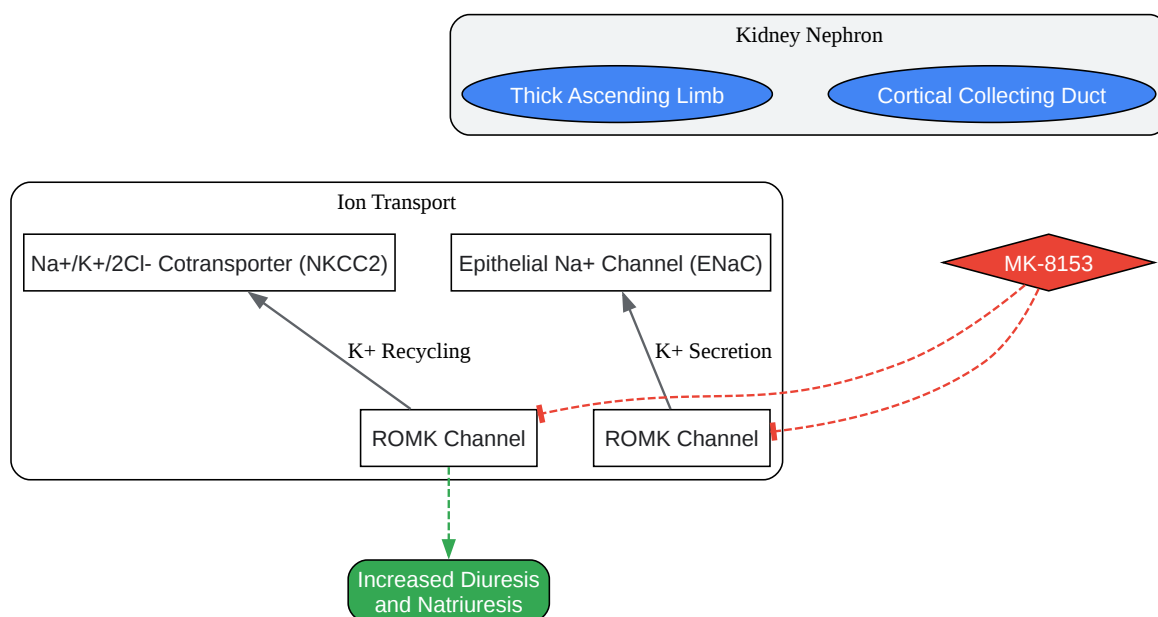 Kidney Nephron
Thick Ascending Limb
Cortical Collecting Duct
Ion Transport
Na+/K+/2Cl- Cotransporter (NKCC2)
Epithelial Na+ Channel (ENaC)
MK-8153
K+ Recycling
K+ Secretion
ROMK Channel
ROMK Channel
Increased Diuresis
and Natriuresis